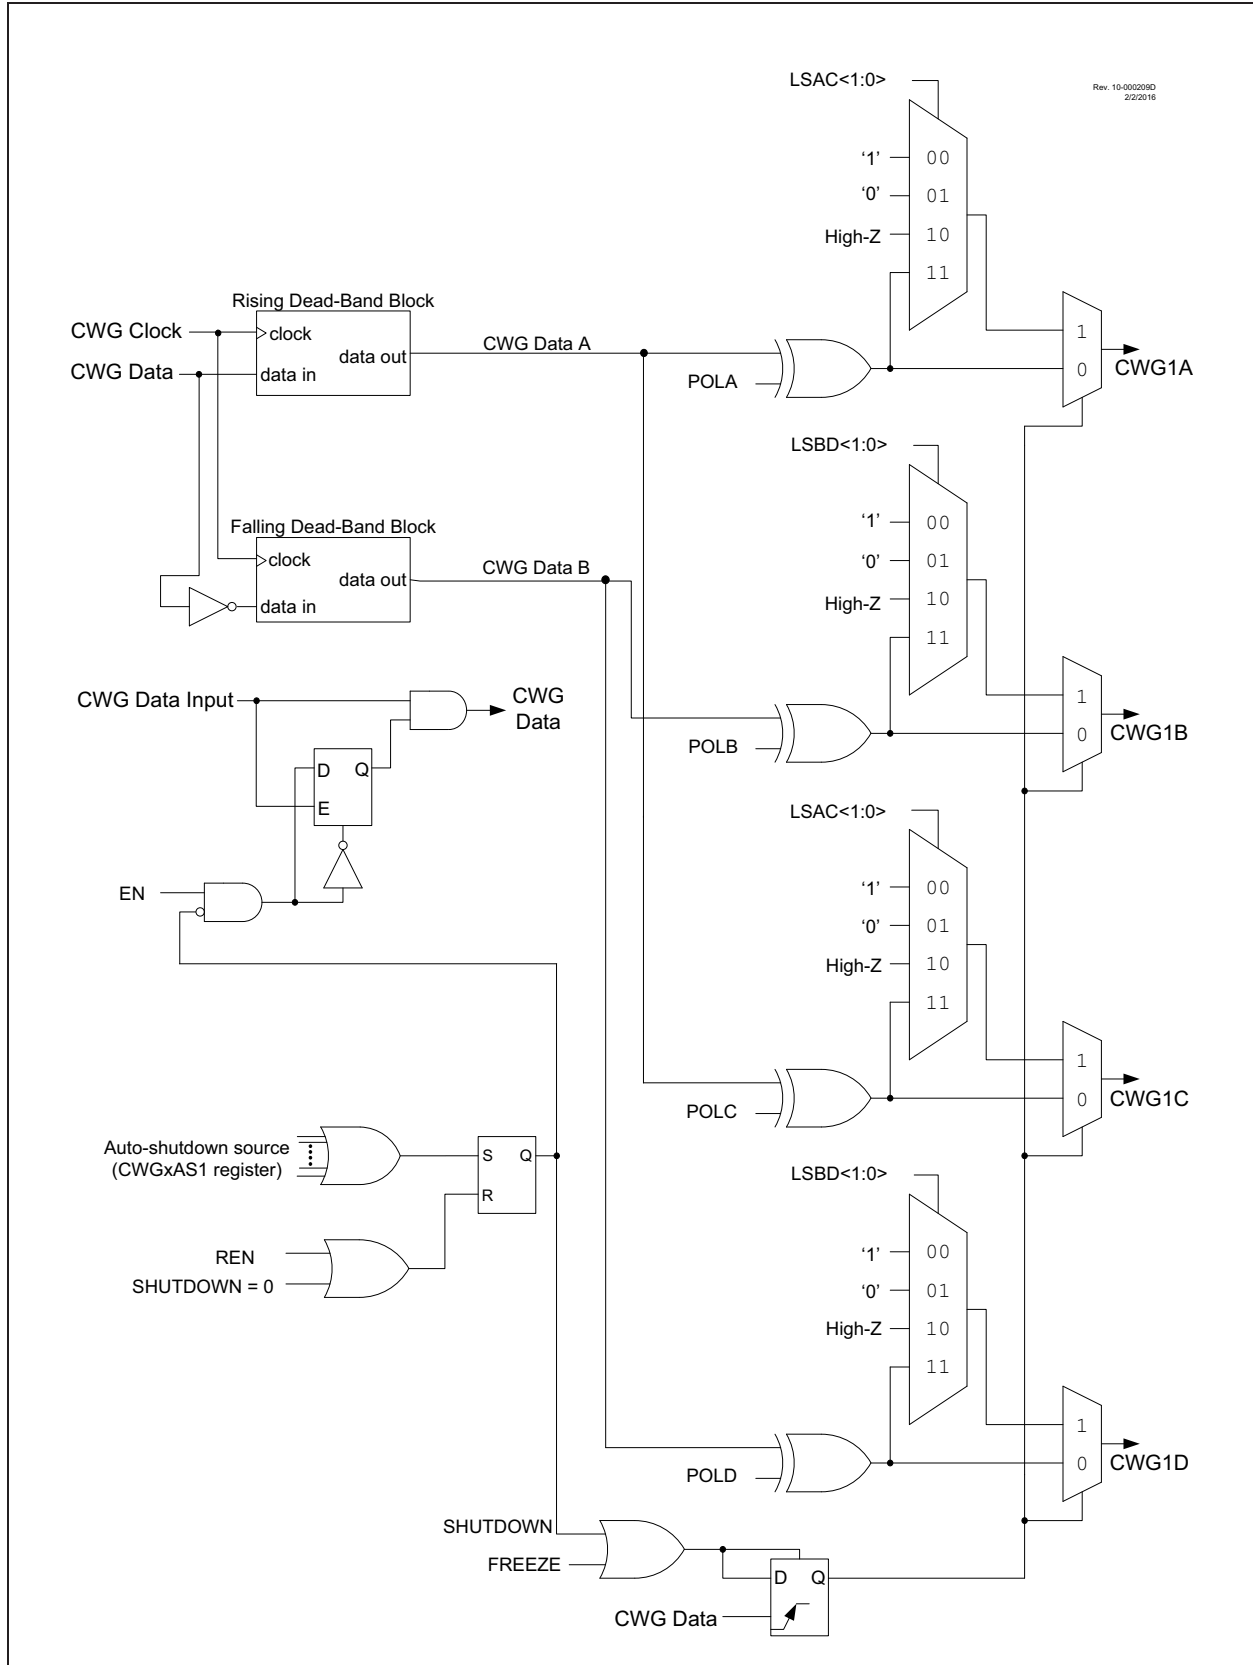 LSAC<1:0>
Rev. 10-000209D
2/2/2016
‘1’
00
‘0’
01
High-Z
10
11
Rising Dead-Band Block
CWG Clock
clock
data out
CWG Data
data in
CWG Data A
POLA
1
0
CWG1A
LSBD<1:0>
‘1’
00
‘0’
01
High-Z
10
11
Falling Dead-Band Block
clock
data out
data in
CWG Data B
POLB
1
0
CWG1B
CWG Data Input
CWG
Data
D
Q
E
EN
LSAC<1:0>
‘1’
00
‘0’
01
High-Z
10
11
POLC
1
0
CWG1C
Auto-shutdown source
(CWGxAS1 register)
S
Q
R
REN
SHUTDOWN = 0
LSBD<1:0>
‘1’
00
‘0’
01
High-Z
10
11
POLD
1
0
CWG1D
SHUTDOWN
FREEZE
D
Q
CWG Data